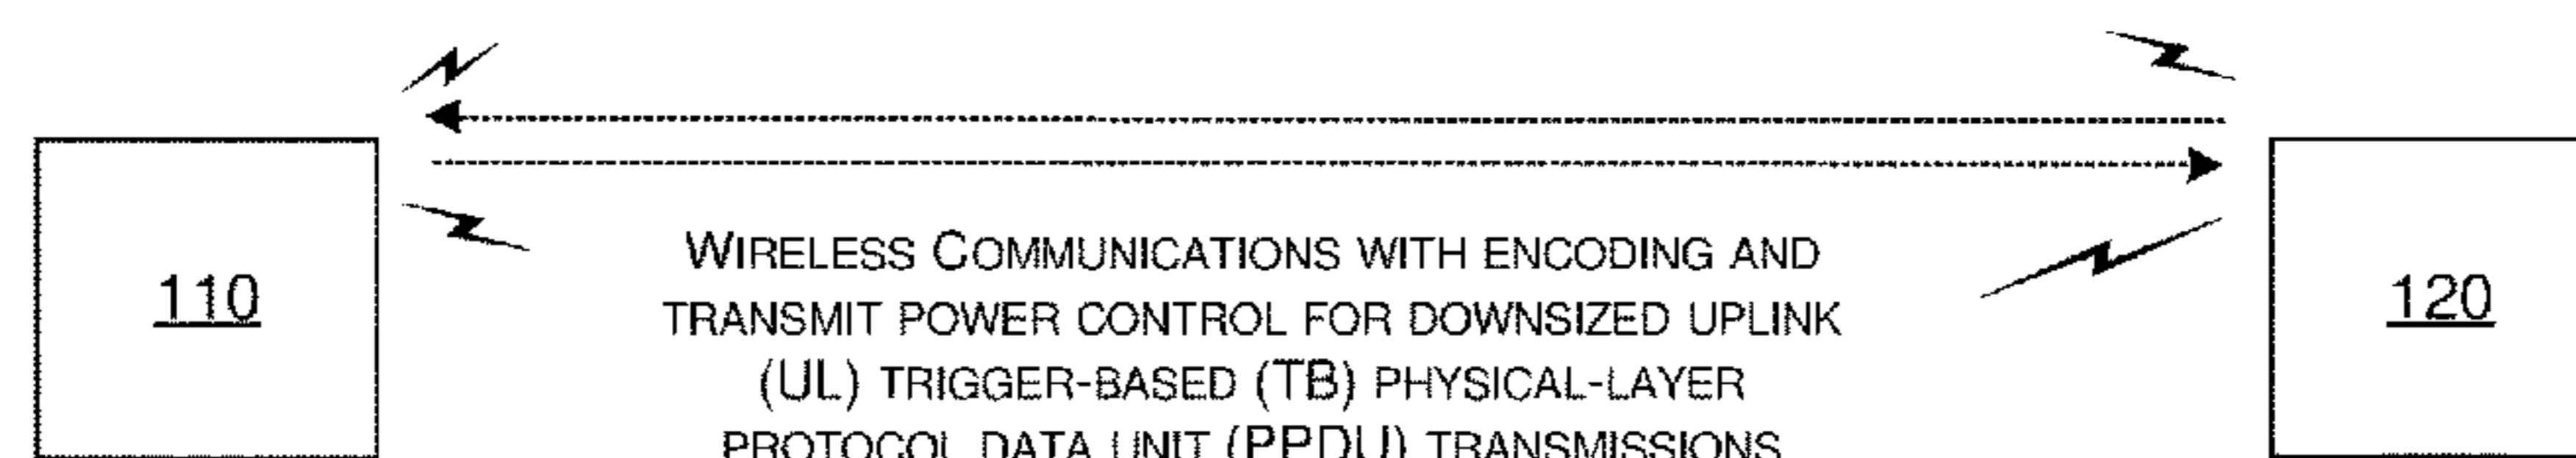 WIRELESS COMMUNICATIONS WITH ENCODING AND
TRANSMIT POWER CONTROL FOR DOWNSIZED UPLINK
110
120
(UL) TRIGGER-BASED (TB) PHYSICAL-LAYER
PROTOCOL DATA UNIT (PPDU) TRANSMISSIONS